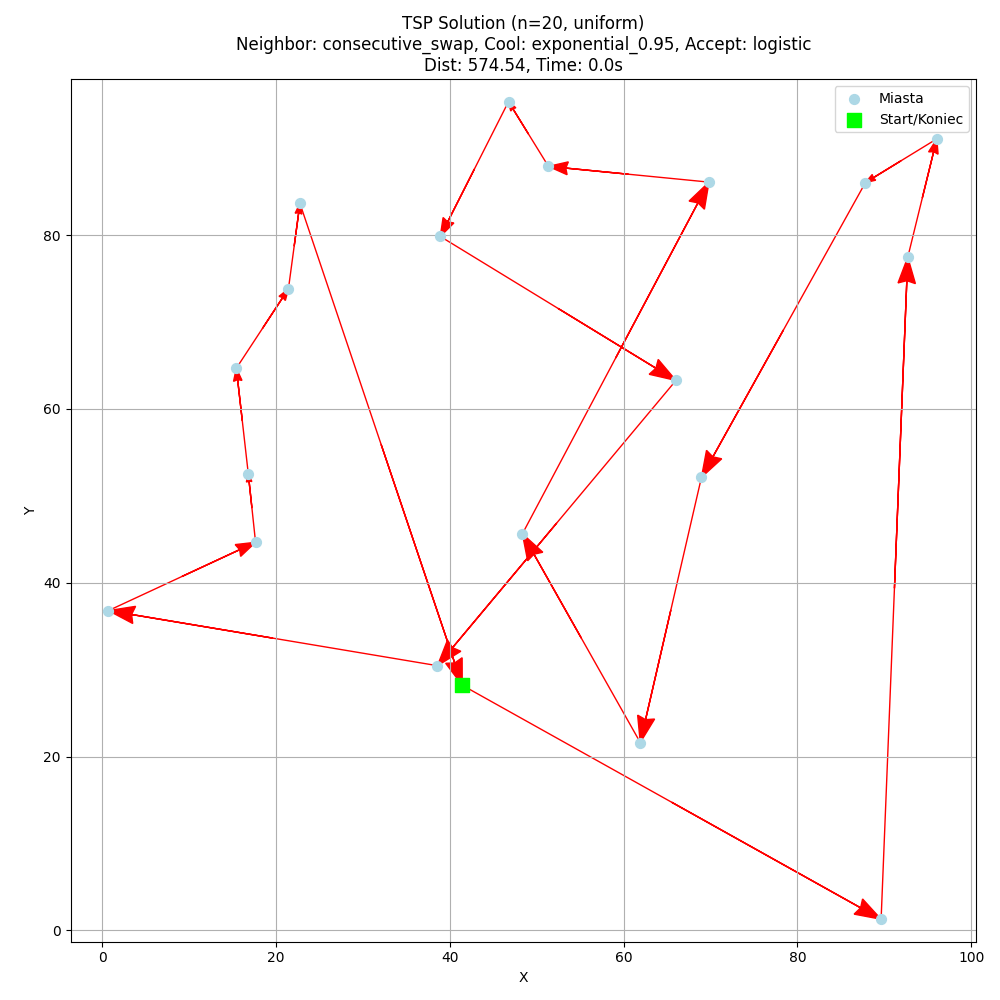 TSP Solution (n=20, uniform)
Neighbor: consecutive_swap, Cool: exponential_0.95, Accept: logistic
Dist: 574.54, Time: 0.0s
Miasta
Start/Koniec
80
60
40
20
0
Y
0 20 40 60 80 100
X